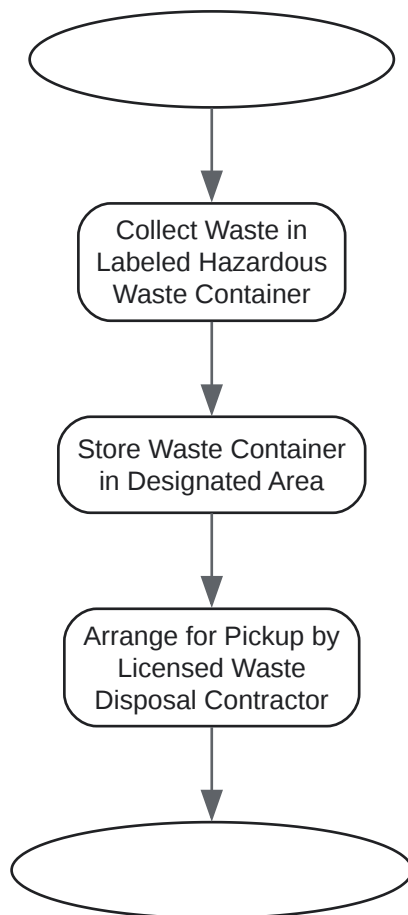 Collect Waste in
Labeled Hazardous
Waste Container
Store Waste Container
in Designated Area
Arrange for Pickup by
Licensed Waste
Disposal Contractor